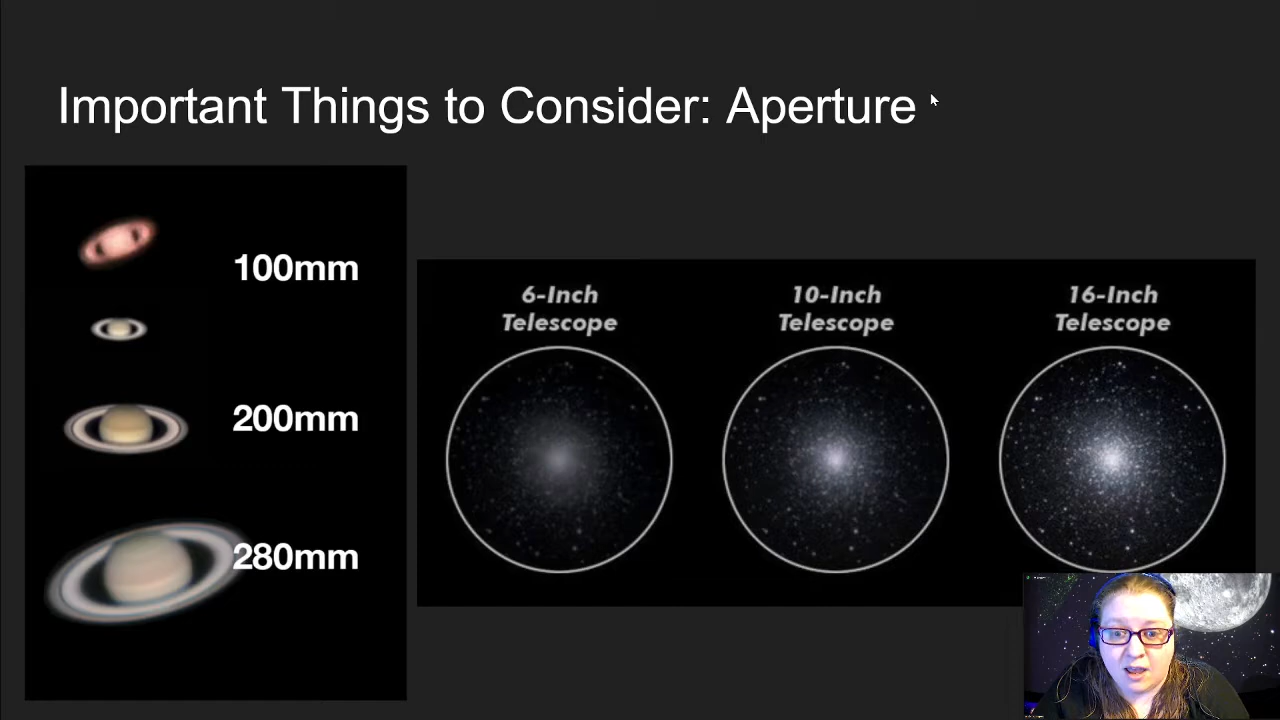 Important Things to Consider: Aperture
100mm
200mm
280mm
6-Inch
Telescope
10-Inch
Telescope
16-Inch
Telescope